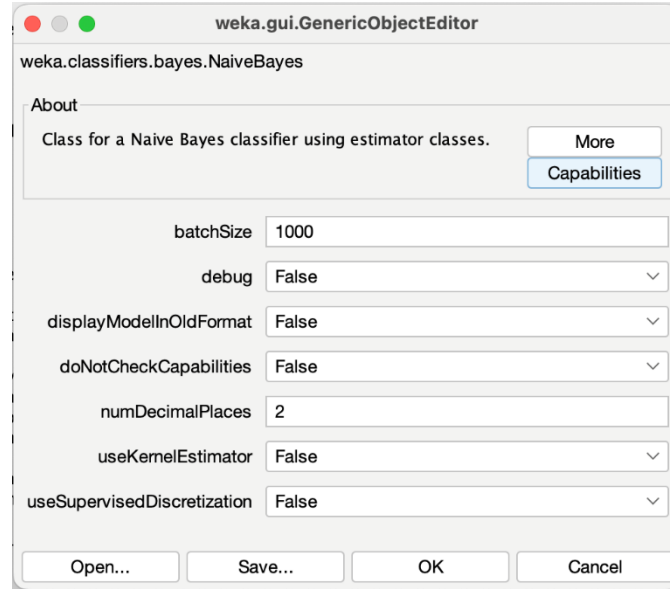 weka.gui.GenericObjectEditor
weka.classifiers.bayes.NaiveBayes
About
Class for a Naive Bayes classifier using estimator classes.
More
Capabilities
batchSize 1000
debug False
displayModelInOldFormat False
doNotCheckCapabilities False
numDecimalPlaces 2
useKernelEstimator False
useSupervisedDiscretization False
Open... Save... OK Cancel